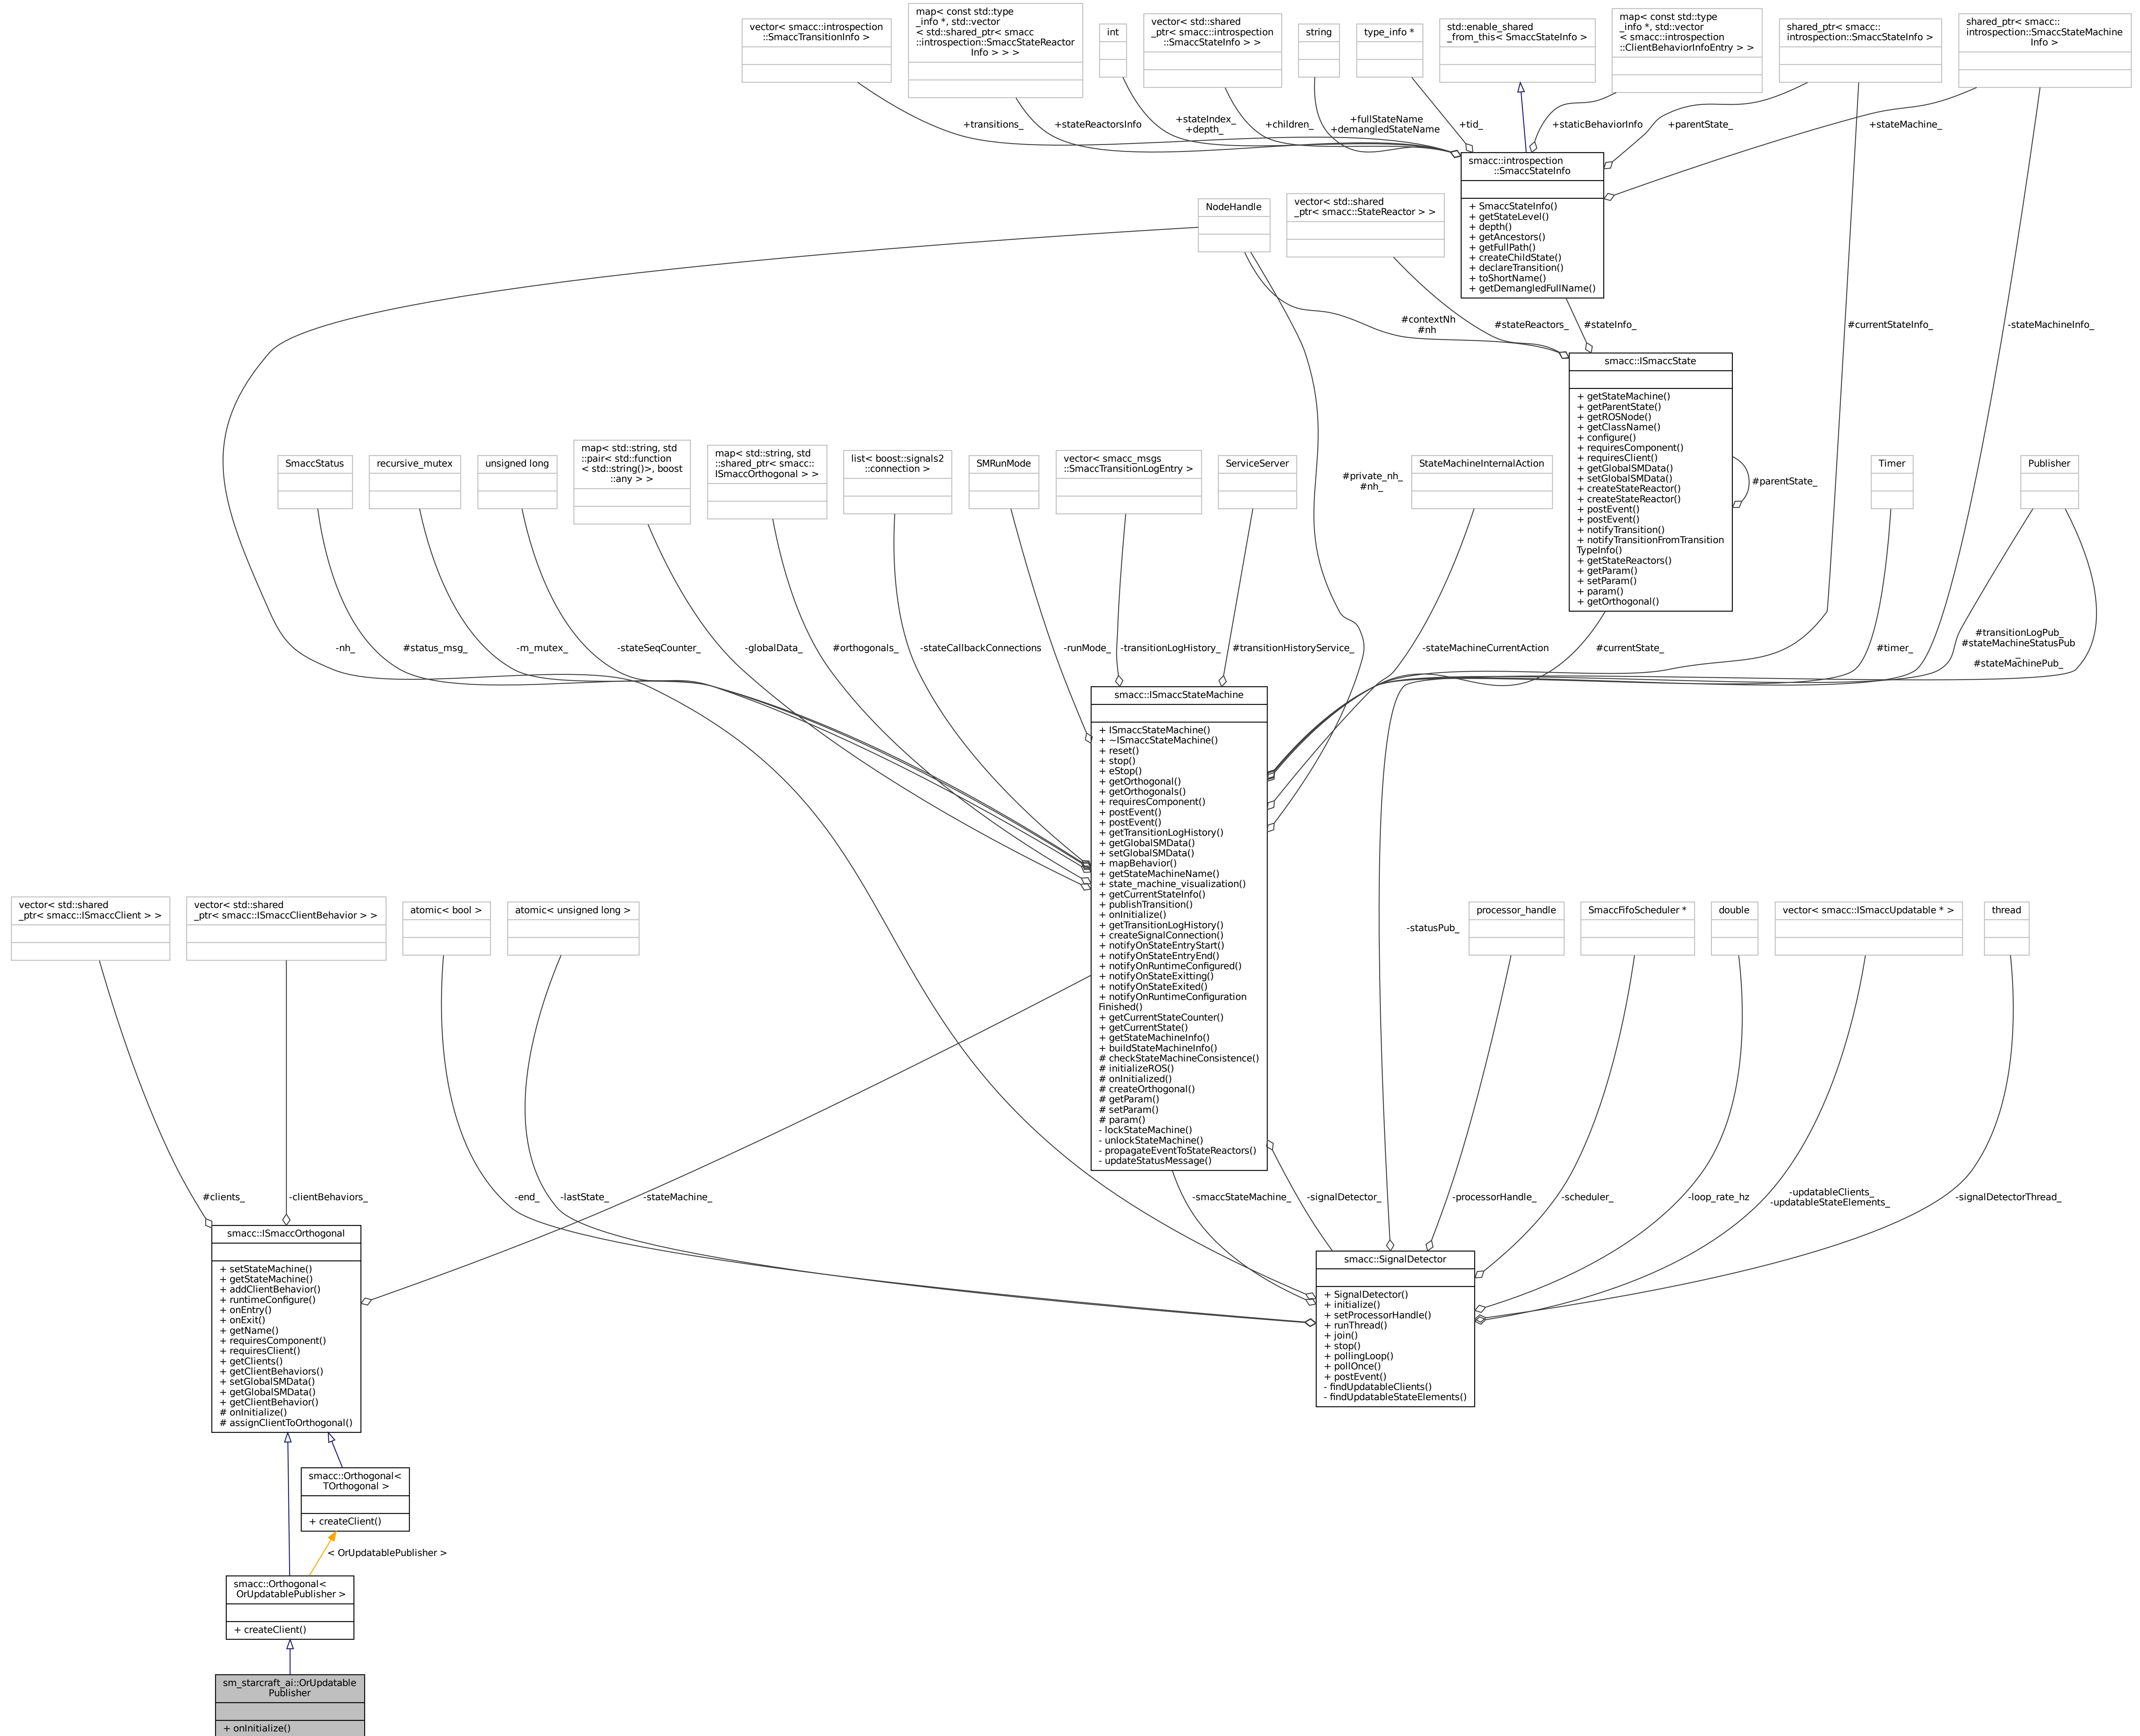 vector< smacc::introspection
::SmaccTransitionInfo >
map< const std::type
_info *, std::vector
< std::shared_ptr< smacc
::introspection::SmaccStateReactor
Info > > >
int
vector< std::shared
_ptr< smacc::introspection
::SmaccStateInfo > >
string
type_info *
std::enable_shared
_from_this< SmaccStateInfo >
map< const std::type
_info *, std::vector
< smacc::introspection
::ClientBehaviorInfoEntry > >
shared_ptr< smacc::
introspection::SmaccStateInfo >
shared_ptr< smacc::
introspection::SmaccStateMachine
Info >
+transitions_
+stateReactorsInfo
+stateIndex_
+depth_
+children_
+fullStateName
+demangledStateName
+tid_
+staticBehaviorInfo
+parentState_
+stateMachine_
smacc::introspection
::SmaccStateInfo
+ SmaccStateInfo()
+ getStateLevel()
+ depth()
+ getAncestors()
+ getFullPath()
+ createChildState()
+ declareTransition()
+ toShortName()
+ getDemangledFullName()
NodeHandle
vector< std::shared
_ptr< smacc::StateReactor > >
#contextNh
#nh
#stateReactors_
#stateInfo_
#currentStateInfo_
-stateMachineInfo_
smacc::ISmaccState
+ getStateMachine()
+ getParentState()
+ getROSNode()
+ getClassName()
+ configure()
+ requiresComponent()
+ requiresClient()
+ getGlobalSMData()
+ setGlobalSMData()
+ createStateReactor()
+ createStateReactor()
+ postEvent()
+ postEvent()
+ notifyTransition()
+ notifyTransitionFromTransition
TypeInfo()
+ getStateReactors()
+ getParam()
+ setParam()
+ param()
+ getOrthogonal()
#parentState_
SmaccStatus
recursive_mutex
unsigned long
map< std::string, std
::pair< std::function
< std::string()>, boost
::any > >
map< std::string, std
::shared_ptr< smacc::
ISmaccOrthogonal > >
list< boost::signals2
::connection >
SMRunMode
vector< smacc_msgs
::SmaccTransitionLogEntry >
ServiceServer
#private_nh_
#nh_
StateMachineInternalAction
Timer
Publisher
-nh_
#status_msg_
-m_mutex_
-stateSeqCounter_
-globalData_
#orthogonals_
-stateCallbackConnections
-runMode_
-transitionLogHistory_
#transitionHistoryService_
-stateMachineCurrentAction
#currentState_
#timer_
#transitionLogPub_
#stateMachineStatusPub
_
#stateMachinePub_
smacc::ISmaccStateMachine
+ ISmaccStateMachine()
+ ~ISmaccStateMachine()
+ reset()
+ stop()
+ eStop()
+ getOrthogonal()
+ getOrthogonals()
+ requiresComponent()
+ postEvent()
+ postEvent()
+ getTransitionLogHistory()
+ getGlobalSMData()
+ setGlobalSMData()
+ mapBehavior()
+ getStateMachineName()
+ state_machine_visualization()
+ getCurrentStateInfo()
+ publishTransition()
+ onInitialize()
+ getTransitionLogHistory()
+ createSignalConnection()
+ notifyOnStateEntryStart()
+ notifyOnStateEntryEnd()
+ notifyOnRuntimeConfigured()
+ notifyOnStateExitting()
+ notifyOnStateExited()
+ notifyOnRuntimeConfiguration
Finished()
+ getCurrentStateCounter()
+ getCurrentState()
+ getStateMachineInfo()
+ buildStateMachineInfo()
# checkStateMachineConsistence()
# initializeROS()
# onInitialized()
# createOrthogonal()
# getParam()
# setParam()
# param()
- lockStateMachine()
- unlockStateMachine()
- propagateEventToStateReactors()
- updateStatusMessage()
vector< std::shared
_ptr< smacc::ISmaccClient > >
vector< std::shared
_ptr< smacc::ISmaccClientBehavior > >
atomic< bool >
atomic< unsigned long >
-statusPub_
processor_handle
SmaccFifoScheduler *
double
vector< smacc::ISmaccUpdatable * >
thread
#clients_
-clientBehaviors_
-end_
-lastState_
-stateMachine_
-smaccStateMachine_
-signalDetector_
-processorHandle_
-scheduler_
-loop_rate_hz
-updatableClients_
-updatableStateElements_
-signalDetectorThread_
smacc::ISmaccOrthogonal
+ setStateMachine()
+ getStateMachine()
+ addClientBehavior()
+ runtimeConfigure()
+ onEntry()
+ onExit()
+ getName()
+ requiresComponent()
+ requiresClient()
+ getClients()
+ getClientBehaviors()
+ setGlobalSMData()
+ getGlobalSMData()
+ getClientBehavior()
# onInitialize()
# assignClientToOrthogonal()
smacc::SignalDetector
+ SignalDetector()
+ initialize()
+ setProcessorHandle()
+ runThread()
+ join()
+ stop()
+ pollingLoop()
+ pollOnce()
+ postEvent()
- findUpdatableClients()
- findUpdatableStateElements()
smacc::Orthogonal<
TOrthogonal >
+ createClient()
< OrUpdatablePublisher >
smacc::Orthogonal<
OrUpdatablePublisher >
+ createClient()
sm_starcraft_ai::OrUpdatable
Publisher
+ onInitialize()